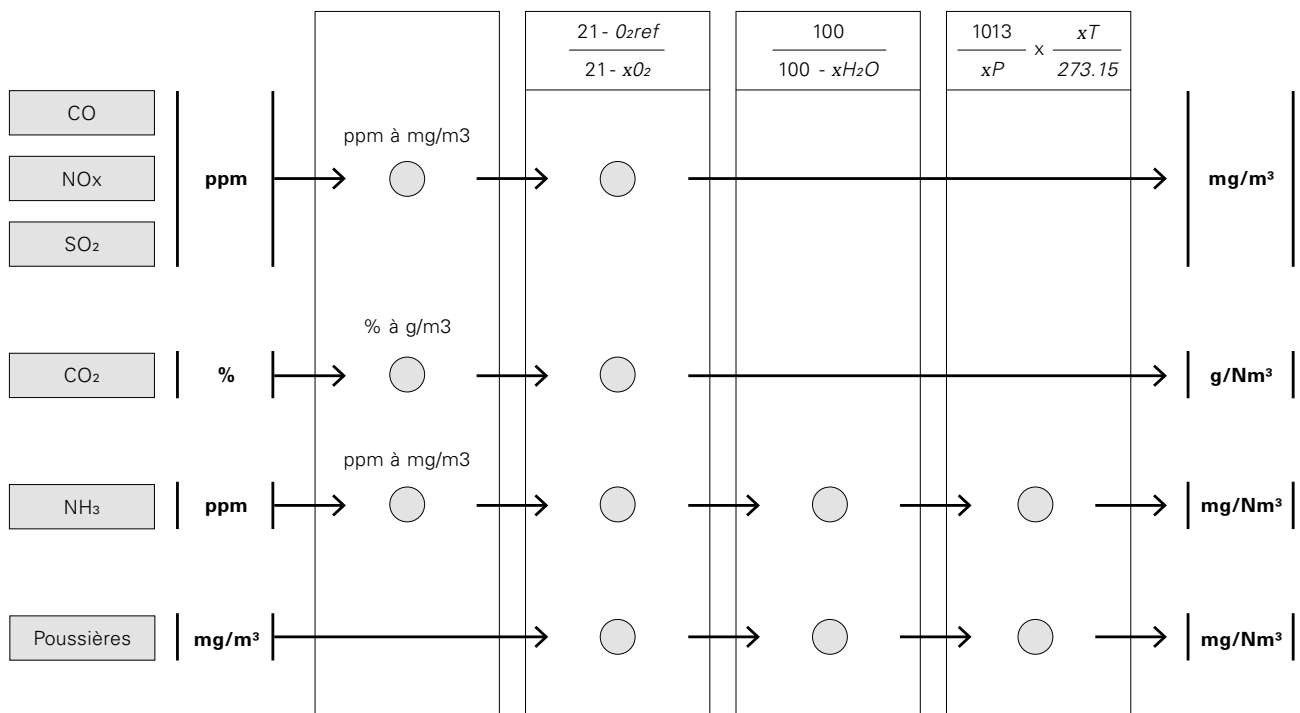 21 - O₂ref
21 - xO₂
100
100 - xH₂O
1013
xP
x
xT
273.15
CO
NOx
SO₂
ppm
ppm à mg/m3
mg/m³
CO₂
%
% à g/m3
g/Nm³
NH₃
ppm
ppm à mg/m3
mg/Nm³
Poussières
mg/m³
mg/Nm³